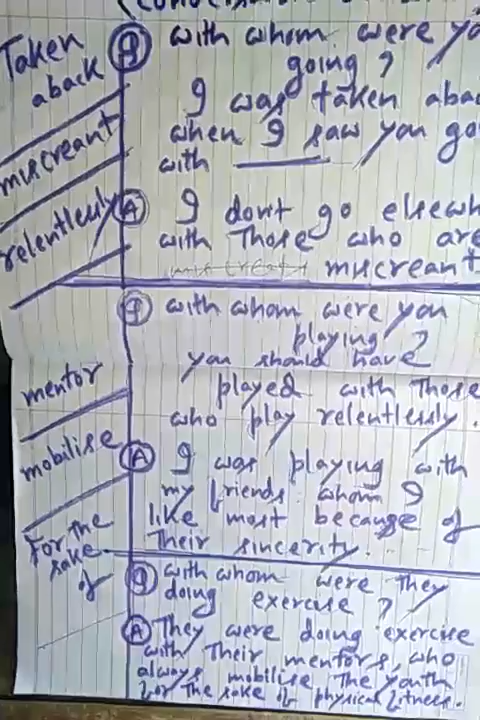 Taken
aback
miscreant
relentlessly
mentor
mobilise
For the
sake
of
Q with whom were yo
going ?
I was taken aba
when I saw you go
with
A I don't go elsewh
with those who are
miscreant
Q with whom were you
playing ?
you should have
played with those
who play relentlessly.
A I was playing with
my friends whom I
like most because of
their sincerity.
Q with whom were they
doing exercise ?
A They were doing exercise
with their mentors, who
always mobilise the youth
for the sake of physical fitness.